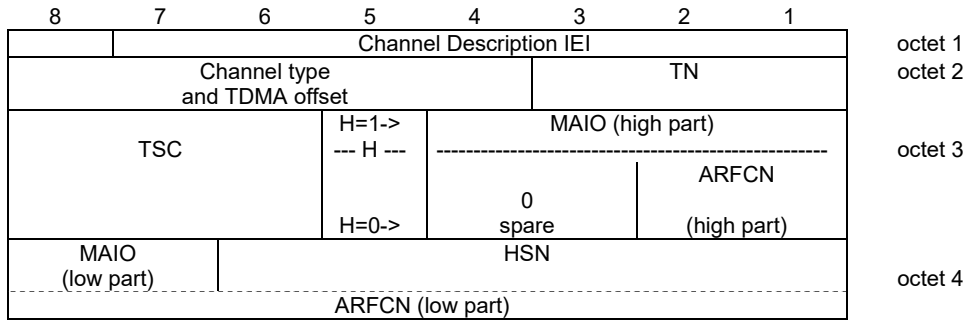 8 7 6 5 4 3 2 1
Channel Description IEI octet 1
Channel type TN octet 2
and TDMA offset
H=1-> MAIO (high part)
TSC --- H --- ---------------------------------------------------- octet 3
ARFCN
0
H=0-> spare (high part)
MAIO HSN
(low part) octet 4
ARFCN (low part)